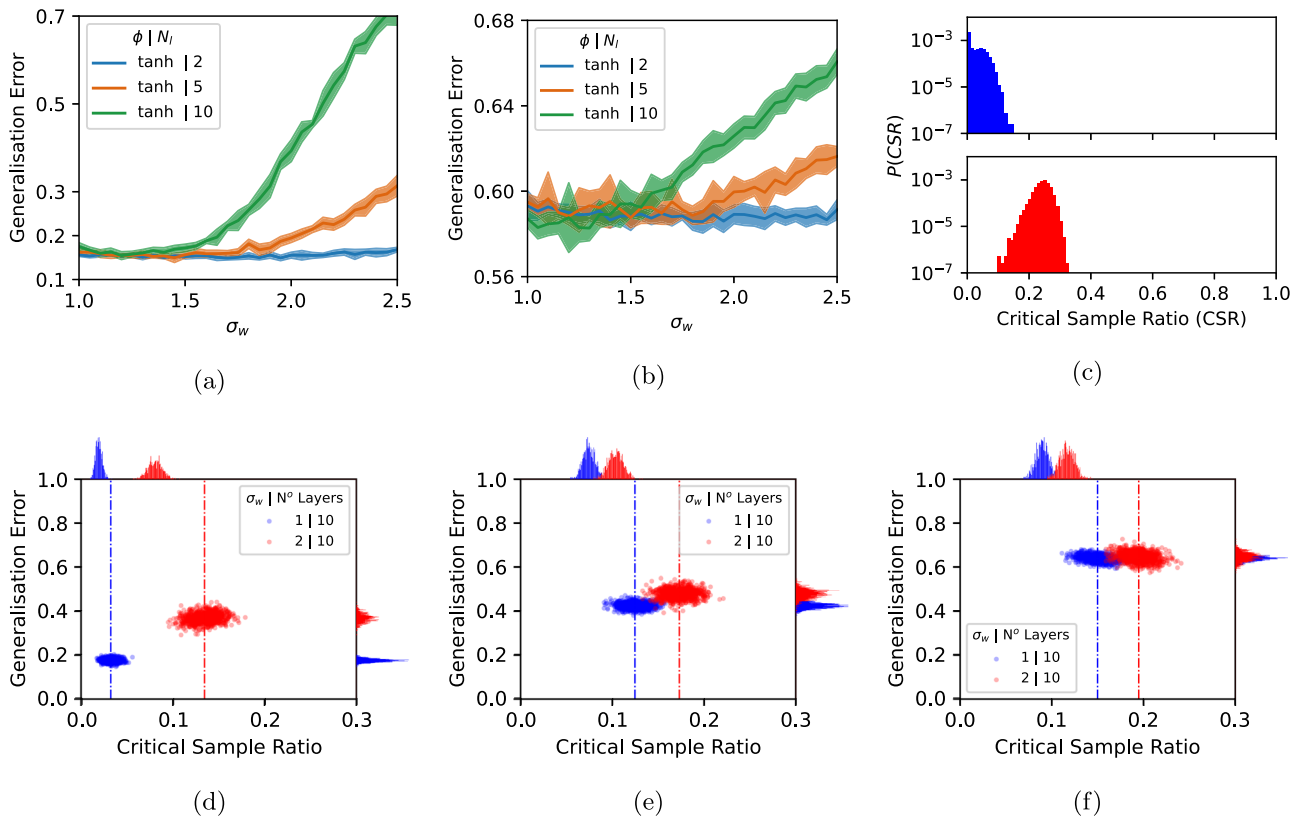 0.7
0.5
0.3
0.2
0.1
Generalisation Error
ϕ | N_l
tanh | 2
tanh | 5
tanh | 10
1.0 1.5 2.0 2.5
σ_w
(a)
0.68
0.64
0.60
0.56
Generalisation Error
ϕ | N_l
tanh | 2
tanh | 5
tanh | 10
1.0 1.5 2.0 2.5
σ_w
(b)
10⁻³
10⁻⁵
10⁻⁷
P(CSR)
10⁻³
10⁻⁵
10⁻⁷
0.0 0.2 0.4 0.6 0.8 1.0
Critical Sample Ratio (CSR)
(c)
1.0
0.8
0.6
0.4
0.2
0.0
Generalisation Error
σ_w | Nº Layers
1 | 10
2 | 10
0.0 0.1 0.2 0.3
Critical Sample Ratio
(d)
1.0
0.8
0.6
0.4
0.2
0.0
Generalisation Error
σ_w | Nº Layers
1 | 10
2 | 10
0.0 0.1 0.2 0.3
Critical Sample Ratio
(e)
1.0
0.8
0.6
0.4
0.2
0.0
Generalisation Error
σ_w | Nº Layers
1 | 10
2 | 10
0.0 0.1 0.2 0.3
Critical Sample Ratio
(f)